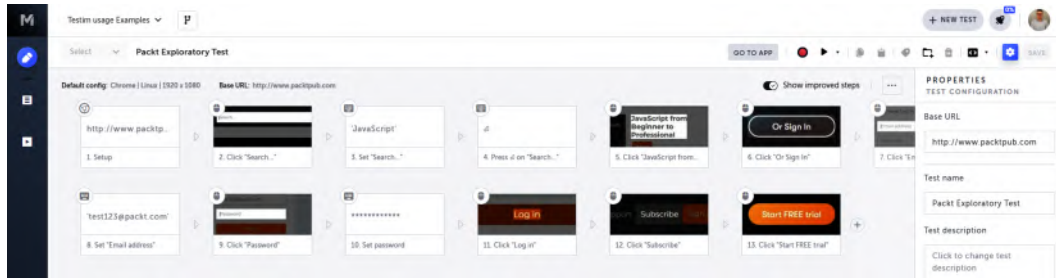 M
Testim usage Examples
+ NEW TEST
Select
Packt Exploratory Test
GO TO APP
SAVE
Default config: Chrome | Linux | 1920 x 1080
Base URL: http://www.packtpub.com
Show improved steps
...
PROPERTIES
TEST CONFIGURATION
Base URL
http://www.packtpub.com
Test name
Packt Exploratory Test
Test description
Click to change test
description
http://www.packtp...
1. Setup
2. Click "Search..."
'JavaScript'
3. Set "Search..."
4. Press ↲ on "Search..."
JavaScript from
Beginner to
Professional
5. Click "JavaScript from...
Or Sign In
6. Click "Or Sign In"
7. Click "Em
'test123@packt.com'
8. Set "Email address"
9. Click "Password"
************
10. Set password
Log in
11. Click "Log in"
Subscribe
12. Click "Subscribe"
Start FREE trial
13. Click "Start FREE trial"